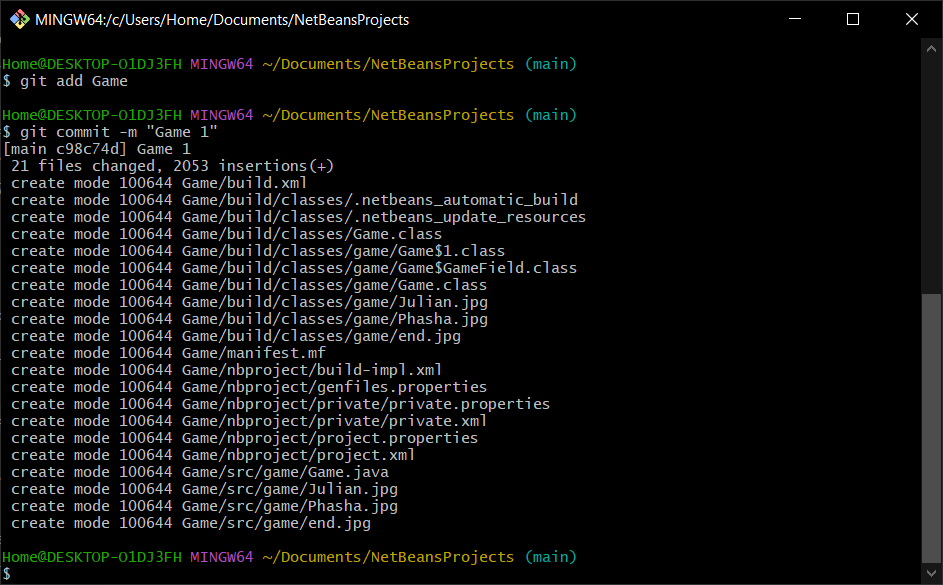 MINGW64:/c/Users/Home/Documents/NetBeansProjects
Home@DESKTOP-O1DJ3FH MINGW64 ~/Documents/NetBeansProjects (main)
$ git add Game
Home@DESKTOP-O1DJ3FH MINGW64 ~/Documents/NetBeansProjects (main)
$ git commit -m "Game 1"
[main c98c74d] Game 1
 21 files changed, 2053 insertions(+)
 create mode 100644 Game/build.xml
 create mode 100644 Game/build/classes/.netbeans_automatic_build
 create mode 100644 Game/build/classes/.netbeans_update_resources
 create mode 100644 Game/build/classes/Game.class
 create mode 100644 Game/build/classes/game/Game$1.class
 create mode 100644 Game/build/classes/game/Game$GameField.class
 create mode 100644 Game/build/classes/game/Game.class
 create mode 100644 Game/build/classes/game/Julian.jpg
 create mode 100644 Game/build/classes/game/Phasha.jpg
 create mode 100644 Game/build/classes/game/end.jpg
 create mode 100644 Game/manifest.mf
 create mode 100644 Game/nbproject/build-impl.xml
 create mode 100644 Game/nbproject/genfiles.properties
 create mode 100644 Game/nbproject/private/private.properties
 create mode 100644 Game/nbproject/private/private.xml
 create mode 100644 Game/nbproject/project.properties
 create mode 100644 Game/nbproject/project.xml
 create mode 100644 Game/src/game/Game.java
 create mode 100644 Game/src/game/Julian.jpg
 create mode 100644 Game/src/game/Phasha.jpg
 create mode 100644 Game/src/game/end.jpg
Home@DESKTOP-O1DJ3FH MINGW64 ~/Documents/NetBeansProjects (main)
$